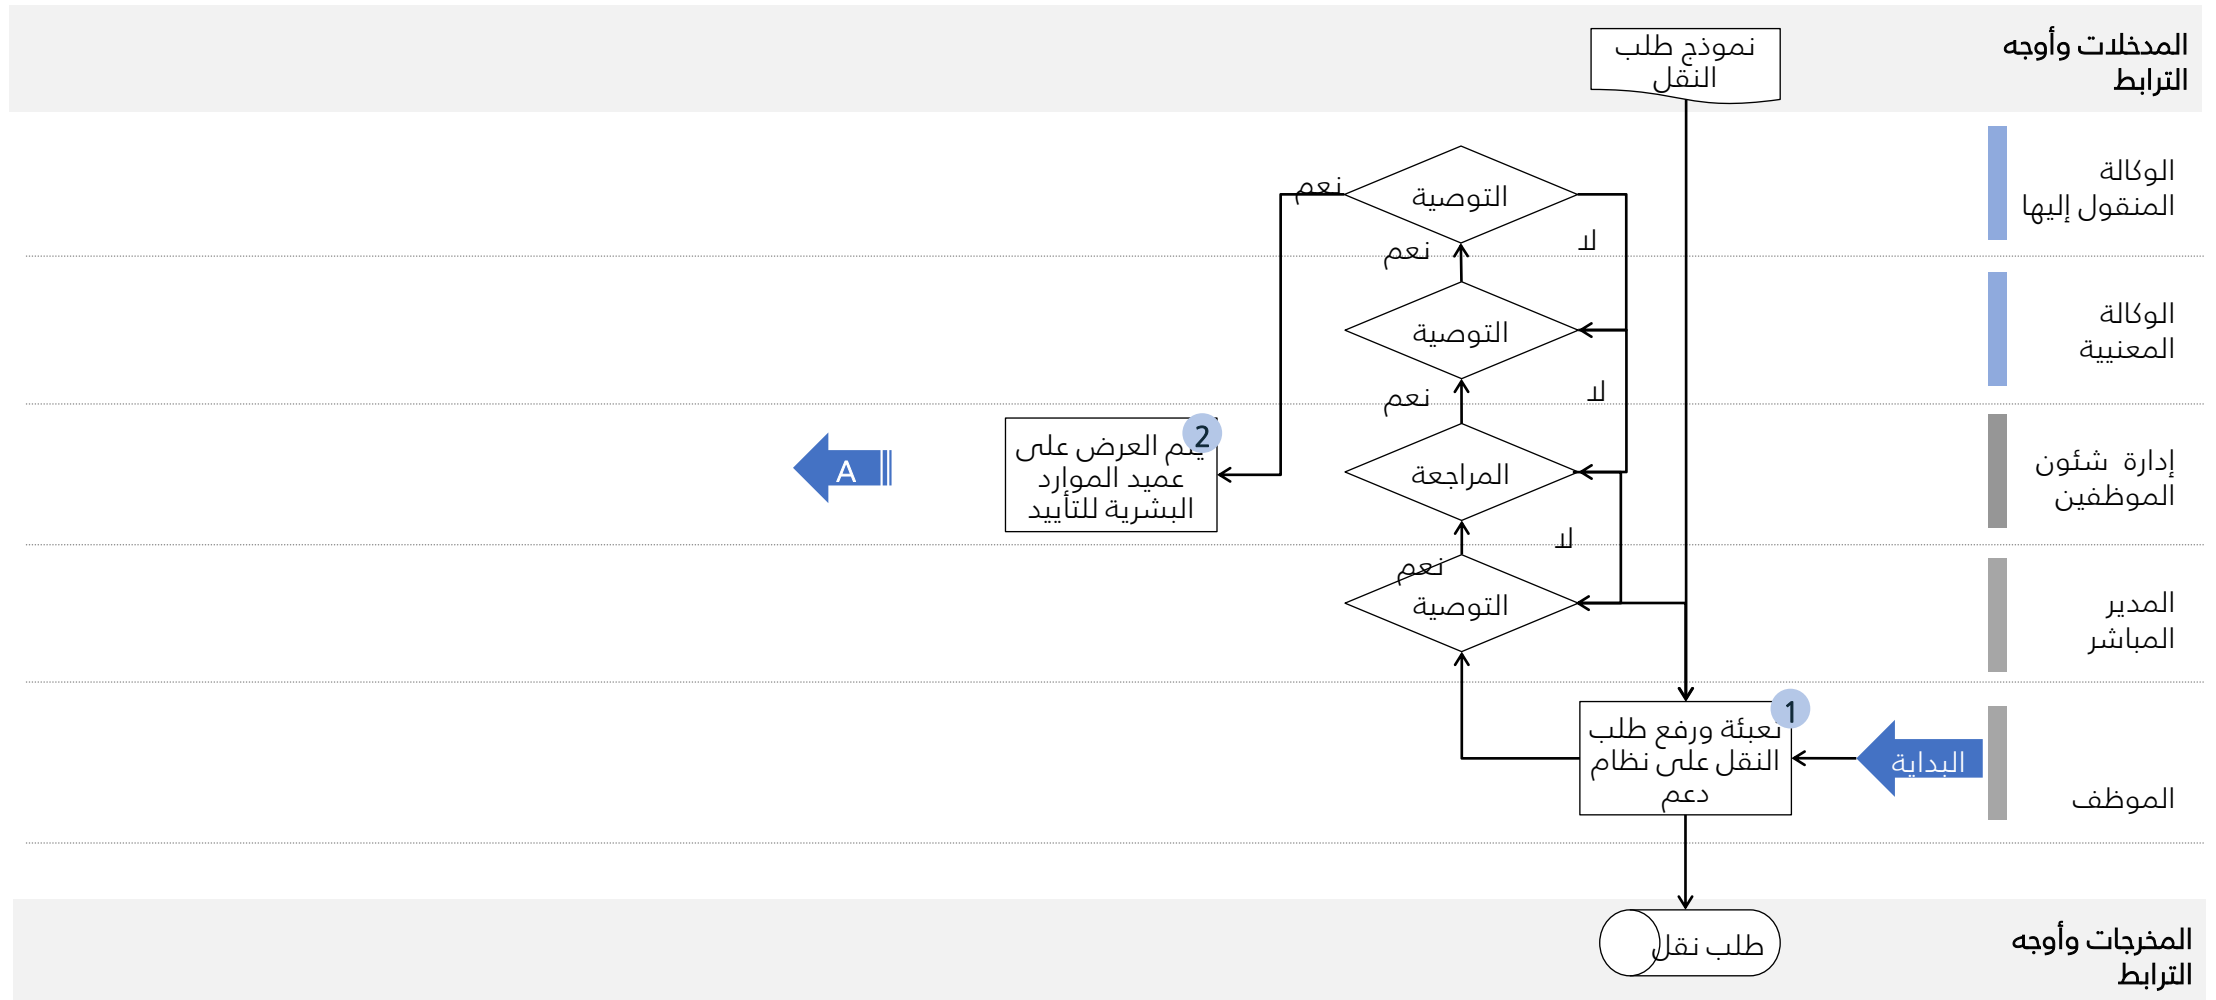 المدخلات وأوجه
الترابط
نموذج طلب
النقل
الوكالة
المنقول إليها
التوصية
نعم
لا
نعم
الوكالة
المعنيية
التوصية
لا
نعم
إدارة شئون
الموظفين
المراجعة
2
يتم العرض على
عميد الموارد
البشرية للتأييد
A
لا
نعم
المدير
المباشر
التوصية
الموظف
البداية
1
تعبئة ورفع طلب
النقل على نظام
دعم
المخرجات وأوجه
الترابط
طلب نقل